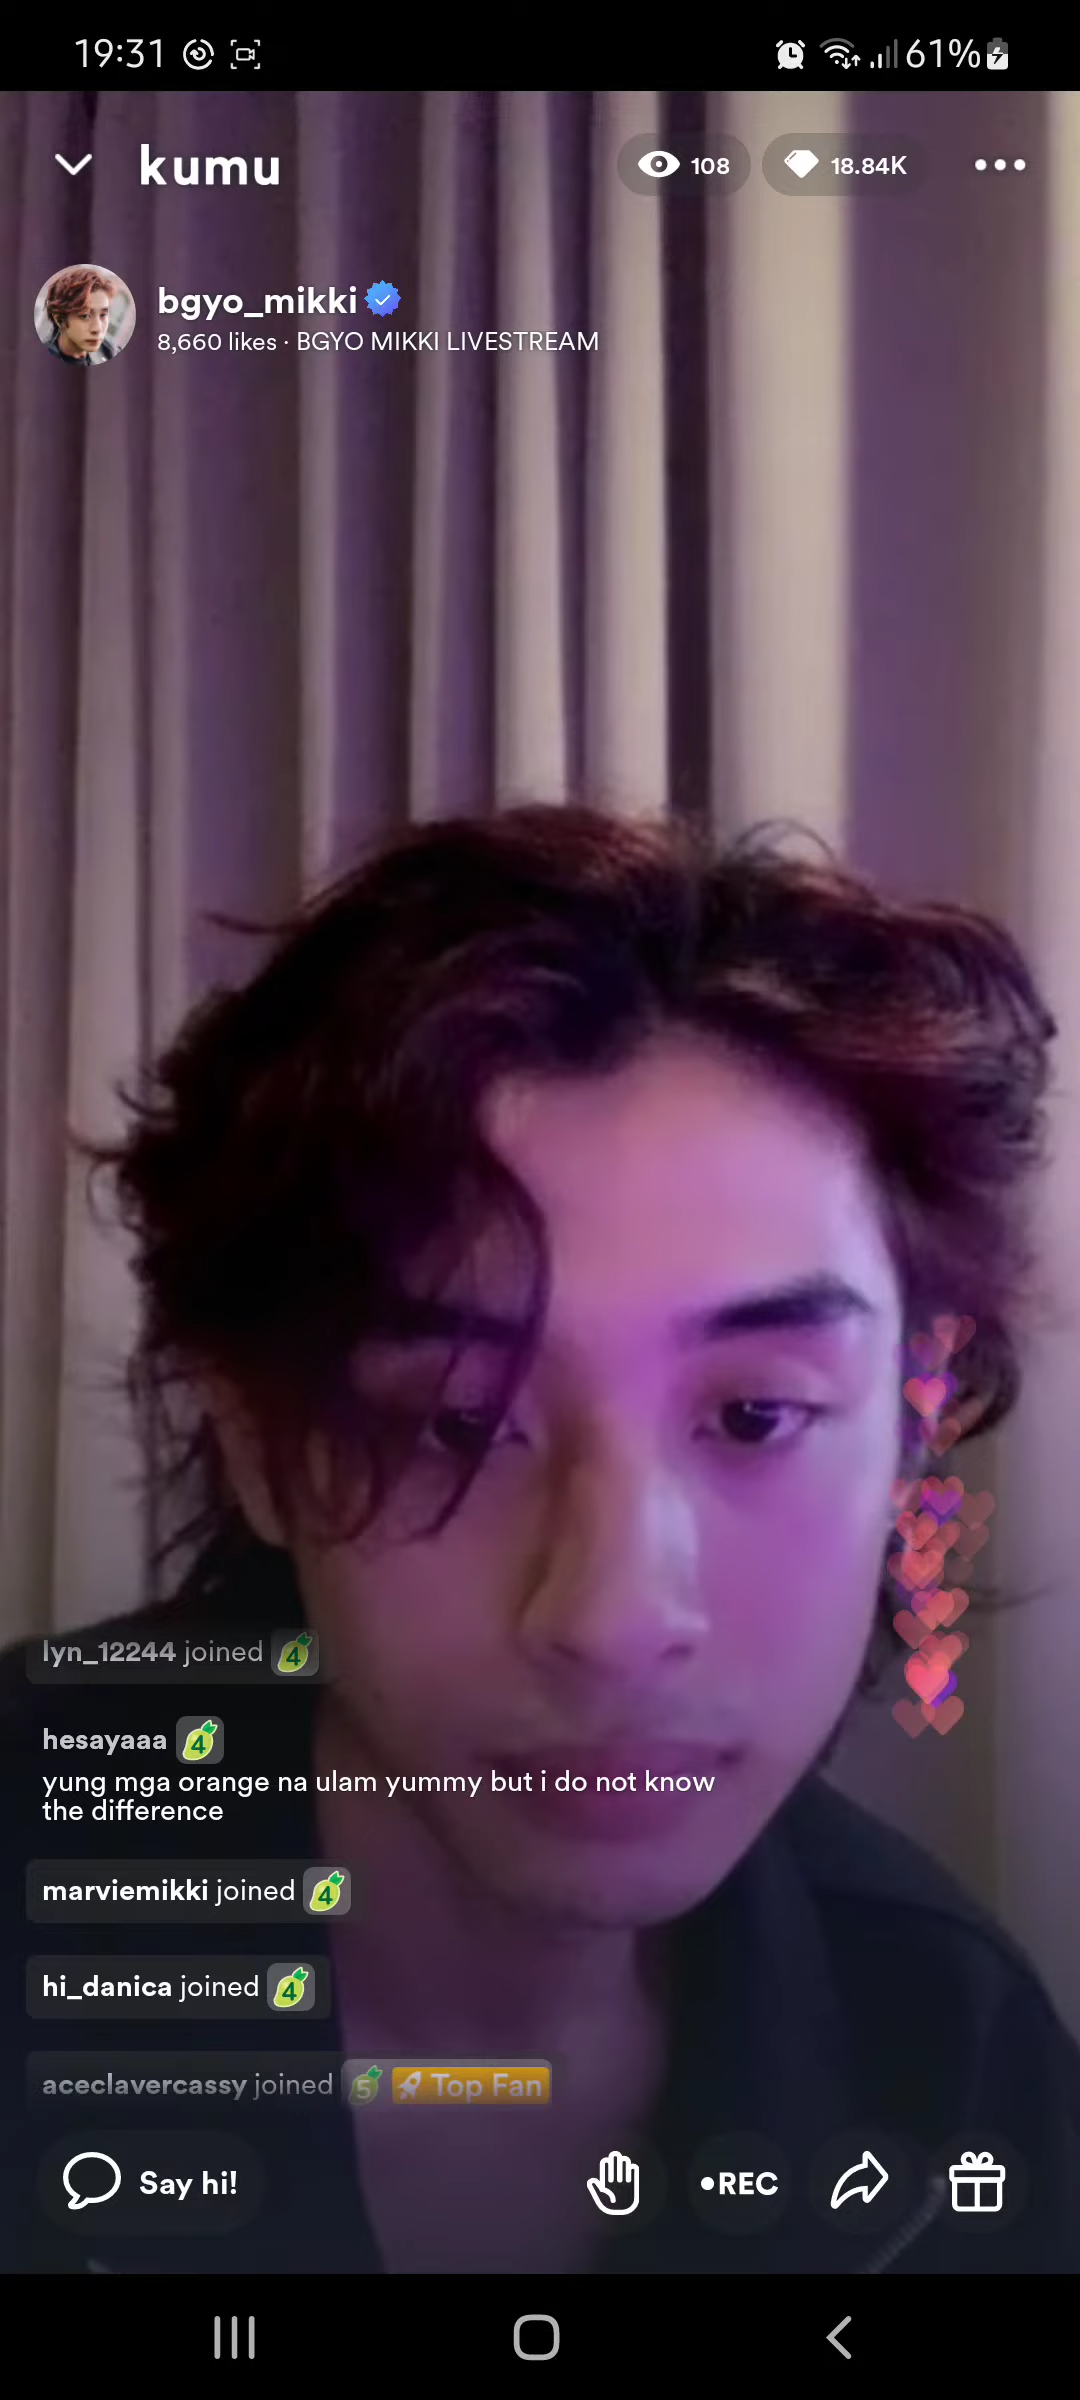 19:31
61%
kumu
108
18.84K
bgyo_mikki
8,660 likes · BGYO MIKKI LIVESTREAM
lyn_12244 joined 4
hesayaaa 4
yung mga orange na ulam yummy but i do not know
the difference
marviemikki joined 4
hi_danica joined 4
aceclavercassy joined 5 Top Fan
Say hi!
•REC